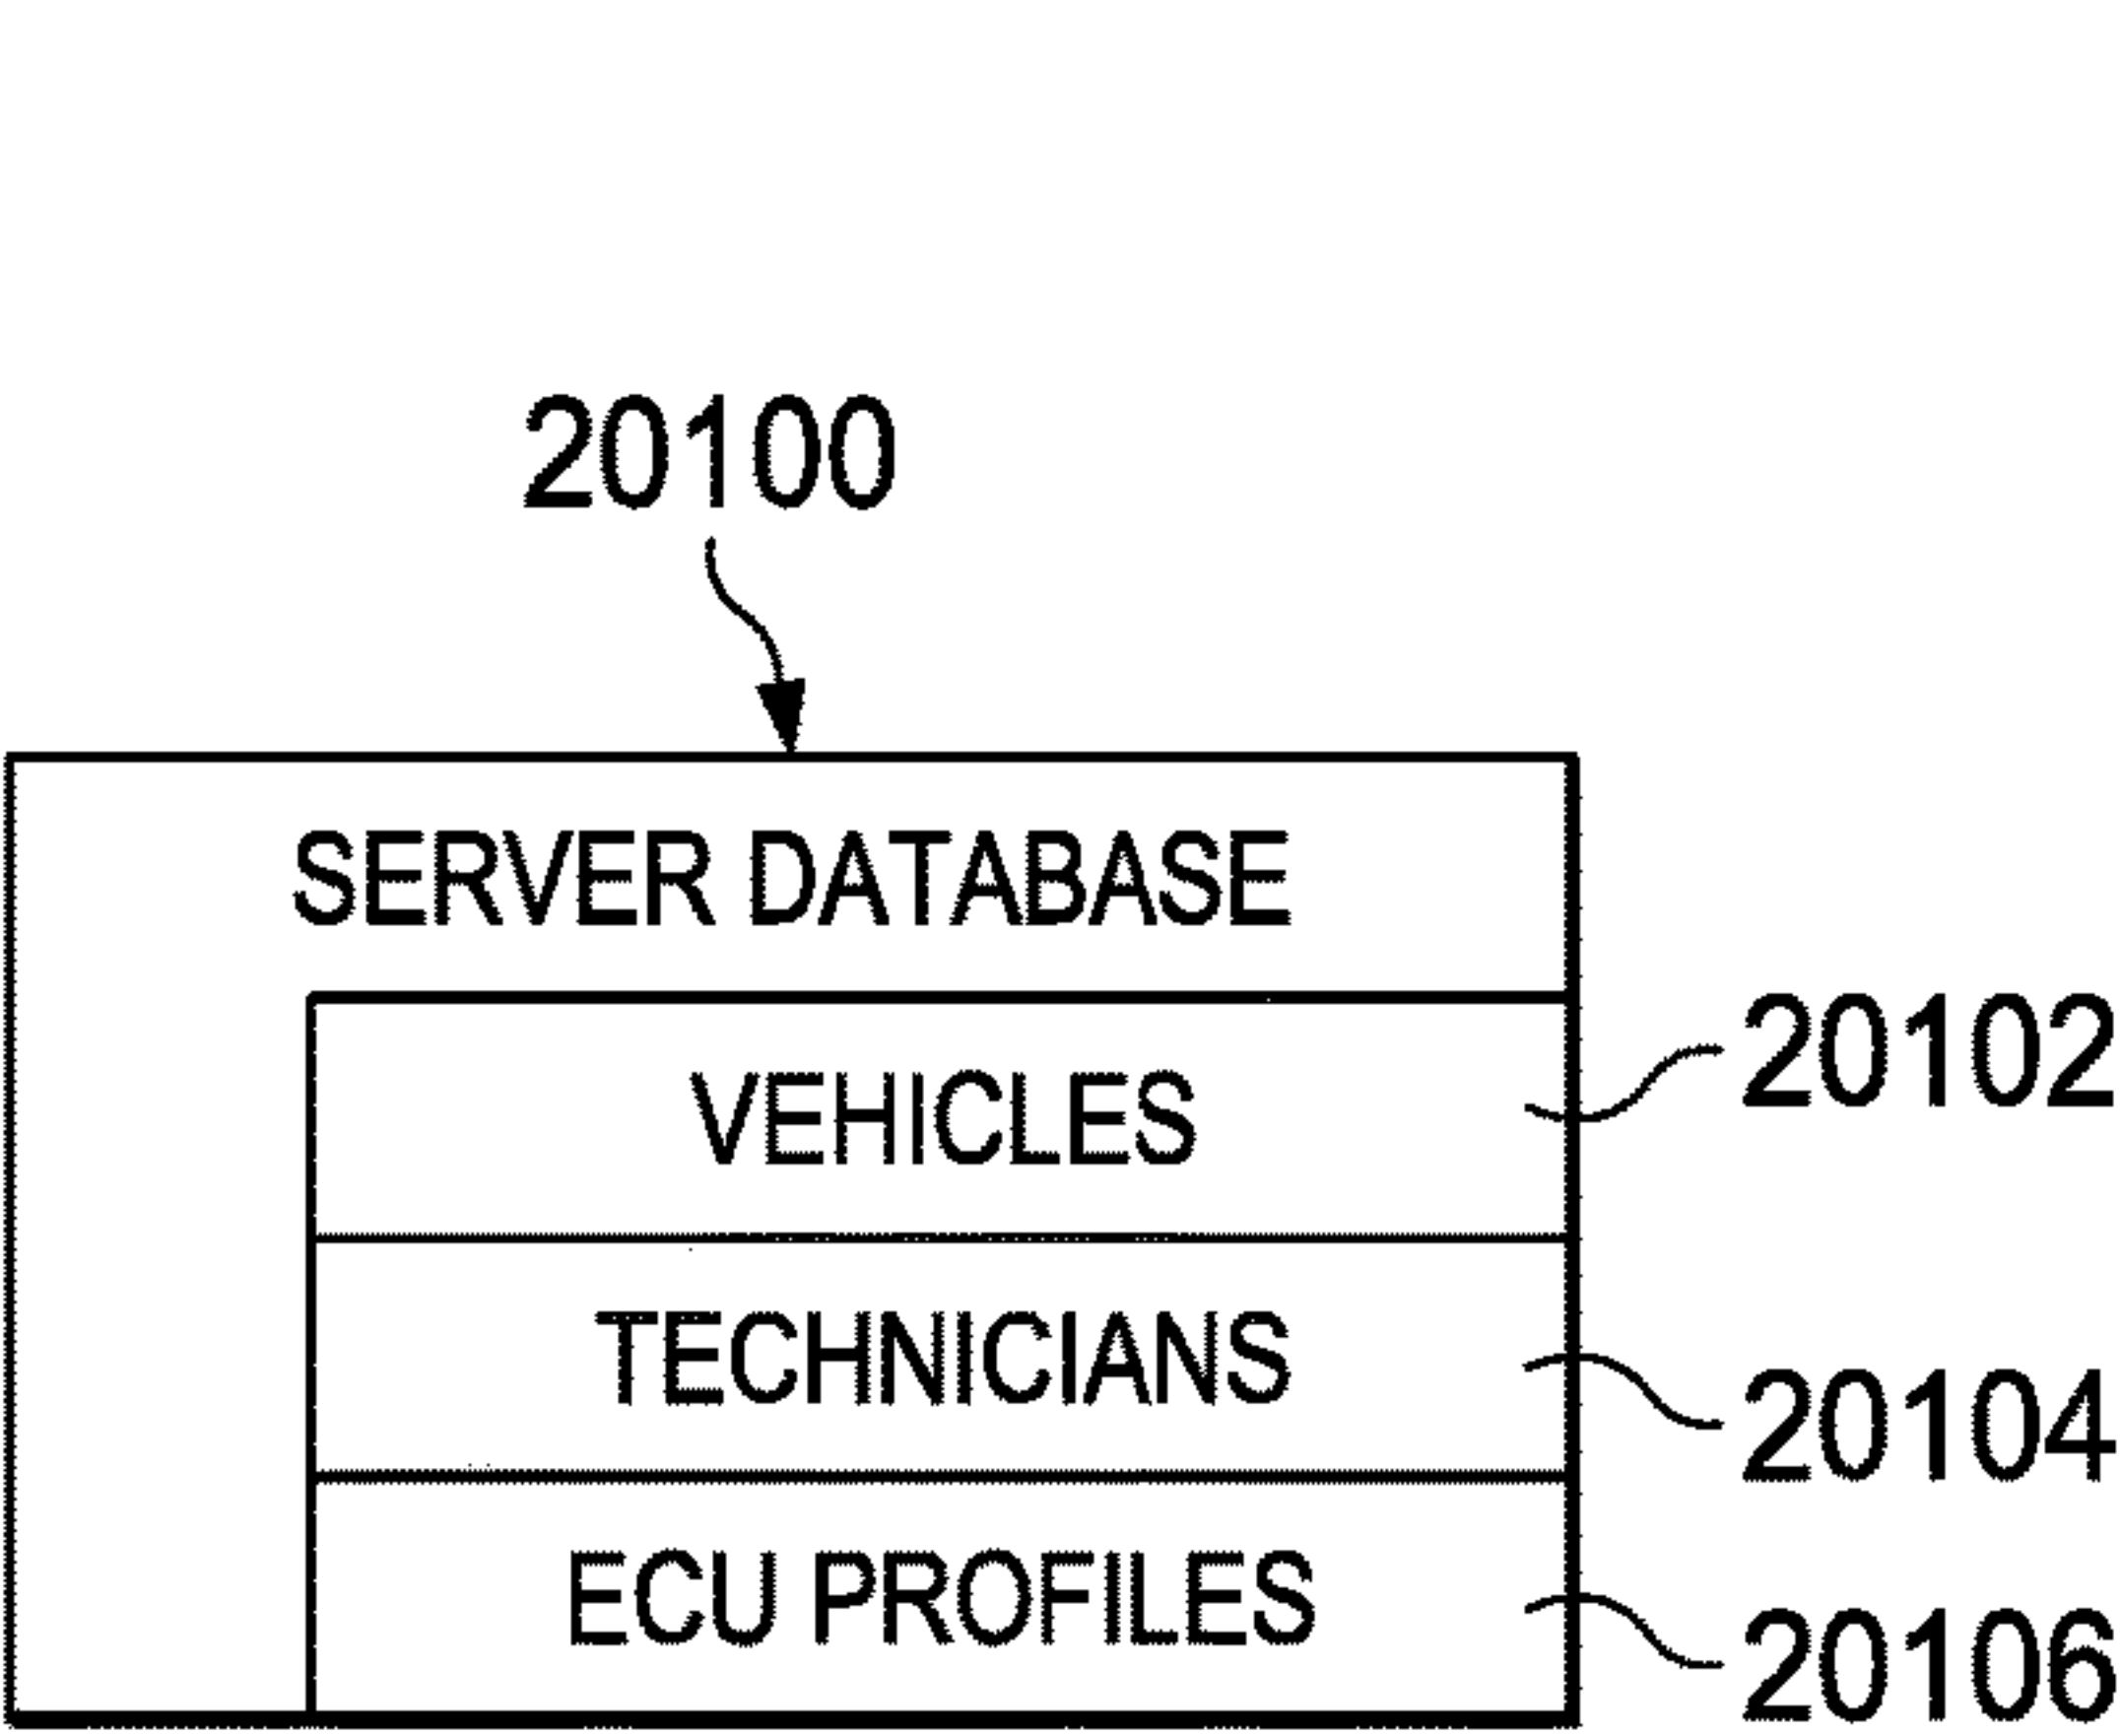 20100
SERVER DATABASE
VEHICLES
20102
TECHNICIANS
20104
ECU PROFILES
20106